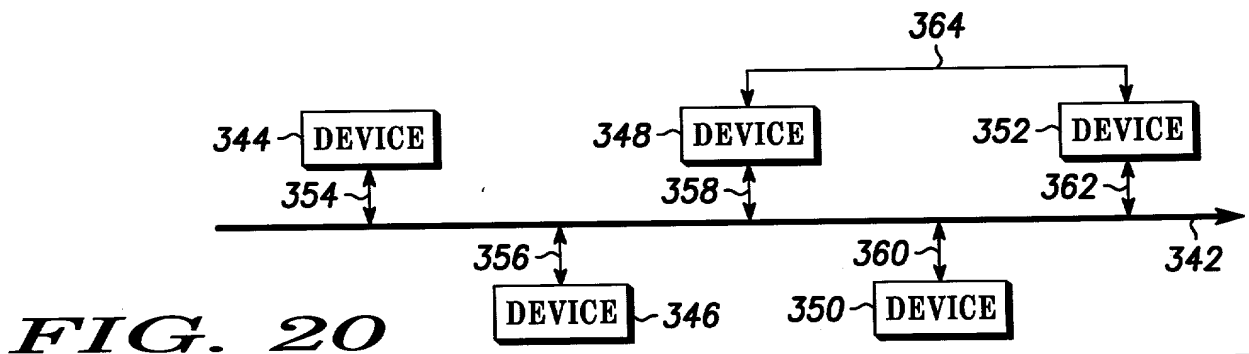 364
344 DEVICE
348 DEVICE
352 DEVICE
354
358
362
356
360
342
DEVICE 346
350 DEVICE
FIG. 20